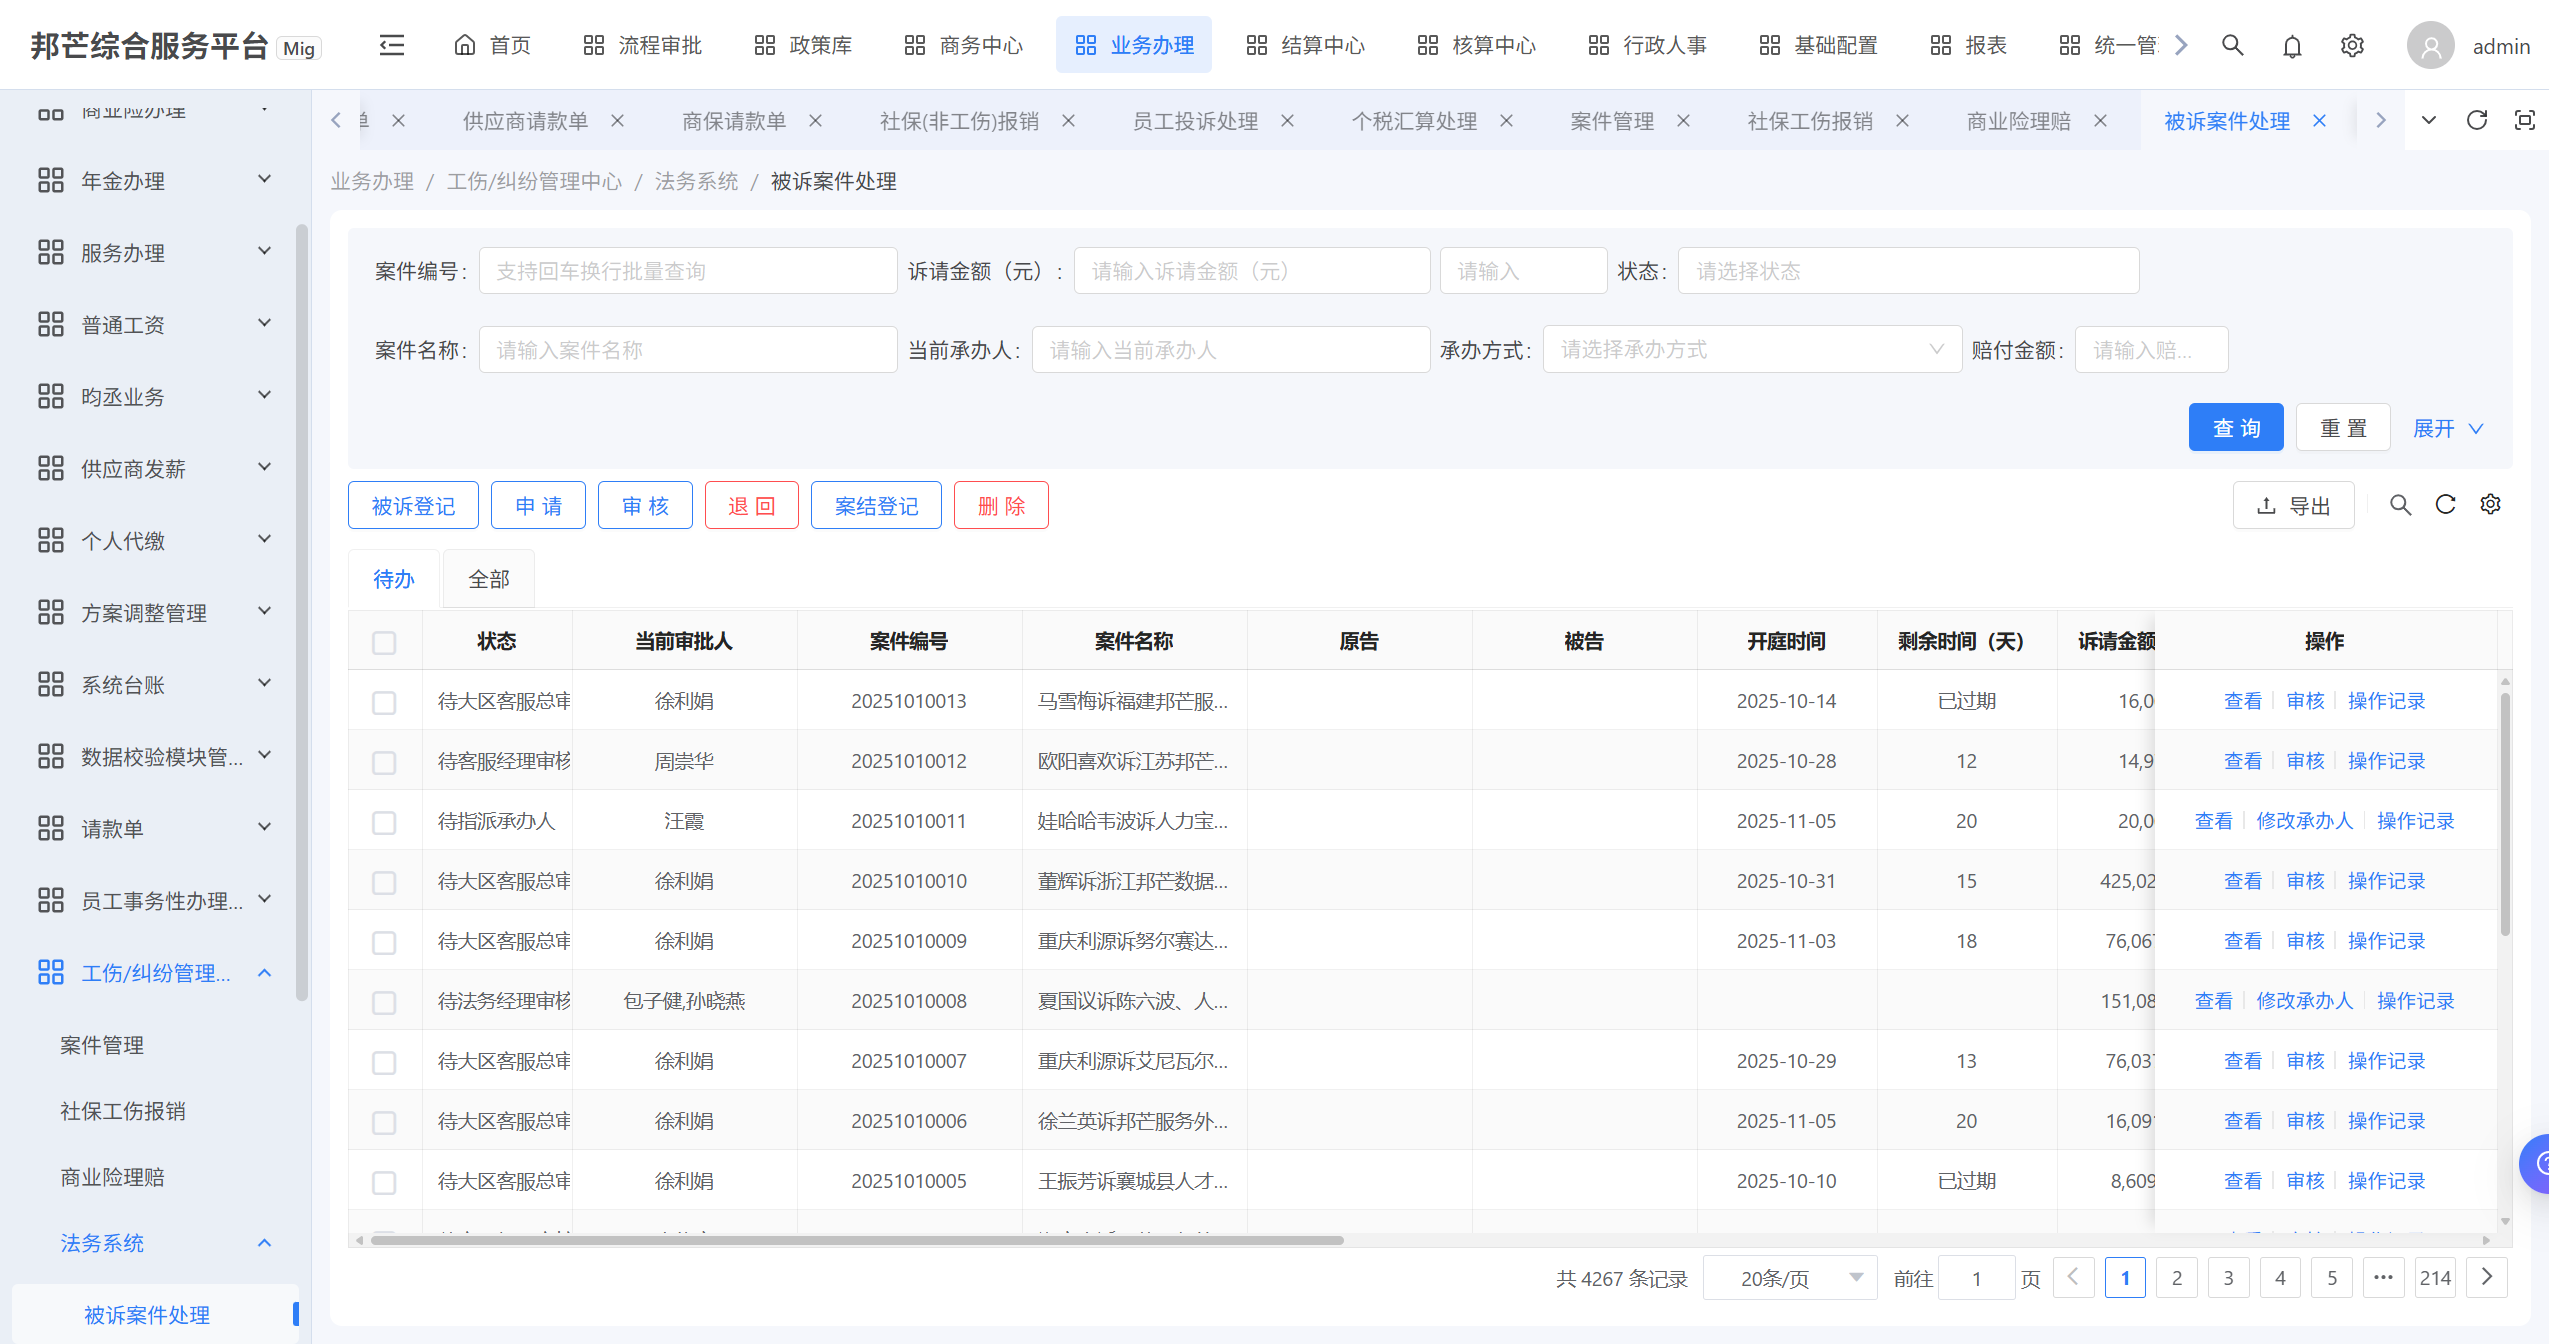 邦芒综合服务平台 Mig 首页 流程审批 政策库 商务中心 业务办理 结算中心 核算中心 行政人事 基础配置 报表 统一管 admin
单 供应商请款单 商保请款单 社保(非工伤)报销 员工投诉处理 个税汇算处理 案件管理 社保工伤报销 商业险理赔 被诉案件处理
商业险办理
年金办理
服务办理
普通工资
昀丞业务
供应商发薪
个人代缴
方案调整管理
系统台账
数据校验模块管...
请款单
员工事务性办理...
工伤/纠纷管理...
案件管理
社保工伤报销
商业险理赔
法务系统
被诉案件处理
业务办理 / 工伤/纠纷管理中心 / 法务系统 / 被诉案件处理
案件编号: 支持回车换行批量查询 诉请金额（元）: 请输入诉请金额（元） 请输入 状态: 请选择状态
案件名称: 请输入案件名称 当前承办人: 请输入当前承办人 承办方式: 请选择承办方式 赔付金额: 请输入赔...
查 询 重 置 展开
被诉登记 申 请 审 核 退 回 案结登记 删 除 导出
待办 全部
状态 当前审批人 案件编号 案件名称 原告 被告 开庭时间 剩余时间（天） 诉请金额 操作
待大区客服总审 徐利娟 20251010013 马雪梅诉福建邦芒服... 2025-10-14 已过期 16,0 查看 审核 操作记录
待客服经理审核 周崇华 20251010012 欧阳喜欢诉江苏邦芒... 2025-10-28 12 14,9 查看 审核 操作记录
待指派承办人 汪霞 20251010011 娃哈哈韦波诉人力宝... 2025-11-05 20 20,0 查看 修改承办人 操作记录
待大区客服总审 徐利娟 20251010010 董辉诉浙江邦芒数据... 2025-10-31 15 425,02 查看 审核 操作记录
待大区客服总审 徐利娟 20251010009 重庆利源诉努尔赛达... 2025-11-03 18 76,067 查看 审核 操作记录
待法务经理审核 包子健,孙晓燕 20251010008 夏国议诉陈六波、人... 151,08 查看 修改承办人 操作记录
待大区客服总审 徐利娟 20251010007 重庆利源诉艾尼瓦尔... 2025-10-29 13 76,037 查看 审核 操作记录
待大区客服总审 徐利娟 20251010006 徐兰英诉邦芒服务外... 2025-11-05 20 16,091 查看 审核 操作记录
待大区客服总审 徐利娟 20251010005 王振芳诉襄城县人才... 2025-10-10 已过期 8,609 查看 审核 操作记录
共 4267 条记录 20条/页 前往 1 页 1 2 3 4 5 ••• 214